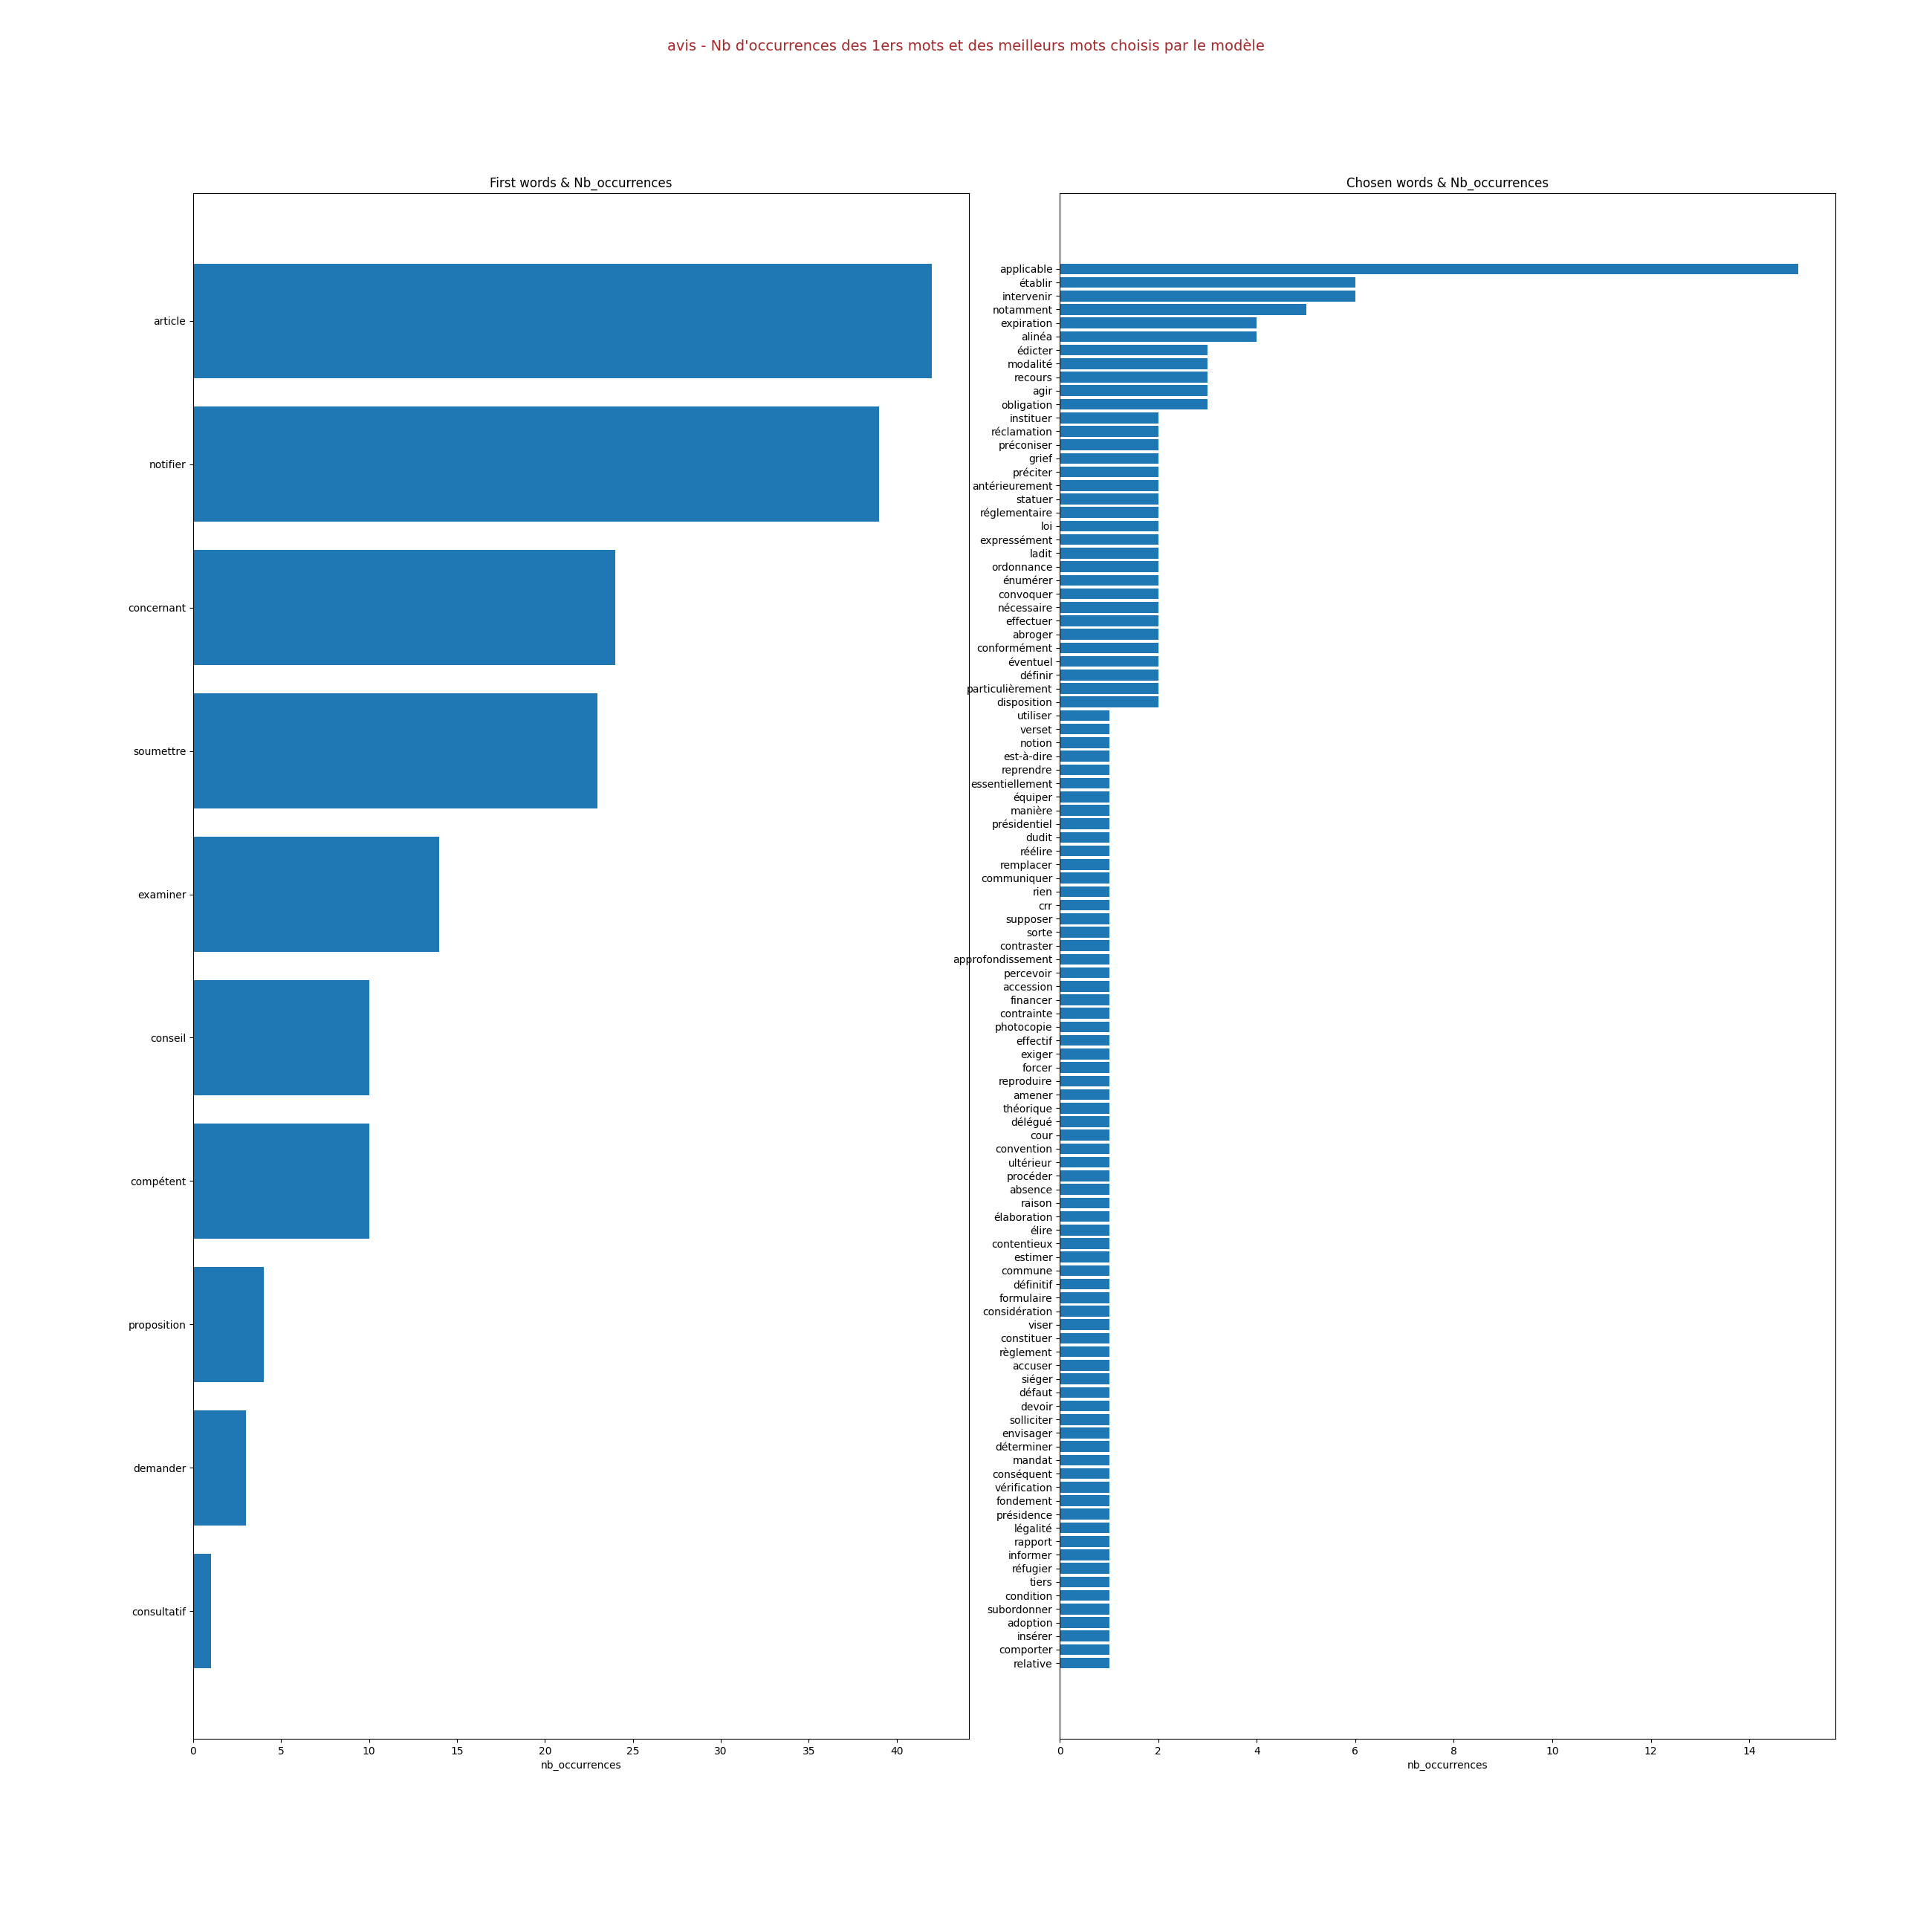 avis - Nb d'occurrences des 1ers mots et des meilleurs mots choisis par le modèle
First words & Nb_occurrences
article
notifier
concernant
soumettre
examiner
conseil
compétent
proposition
demander
consultatif
0 5 10 15 20 25 30 35 40
nb_occurrences
Chosen words & Nb_occurrences
applicable
établir
intervenir
notamment
expiration
alinéa
édicter
modalité
recours
agir
obligation
instituer
réclamation
préconiser
grief
préciter
antérieurement
statuer
réglementaire
loi
expressément
ladit
ordonnance
énumérer
convoquer
nécessaire
effectuer
abroger
conformément
éventuel
définir
particulièrement
disposition
utiliser
verset
notion
est-à-dire
reprendre
essentiellement
équiper
manière
présidentiel
dudit
réélire
remplacer
communiquer
rien
crr
supposer
sorte
contraster
approfondissement
percevoir
accession
financer
contrainte
photocopie
effectif
exiger
forcer
reproduire
amener
théorique
délégué
cour
convention
ultérieur
procéder
absence
raison
élaboration
élire
contentieux
estimer
commune
définitif
formulaire
considération
viser
constituer
règlement
accuser
siéger
défaut
devoir
solliciter
envisager
déterminer
mandat
conséquent
vérification
fondement
présidence
légalité
rapport
informer
réfugier
tiers
condition
subordonner
adoption
insérer
comporter
relative
0 2 4 6 8 10 12 14
nb_occurrences